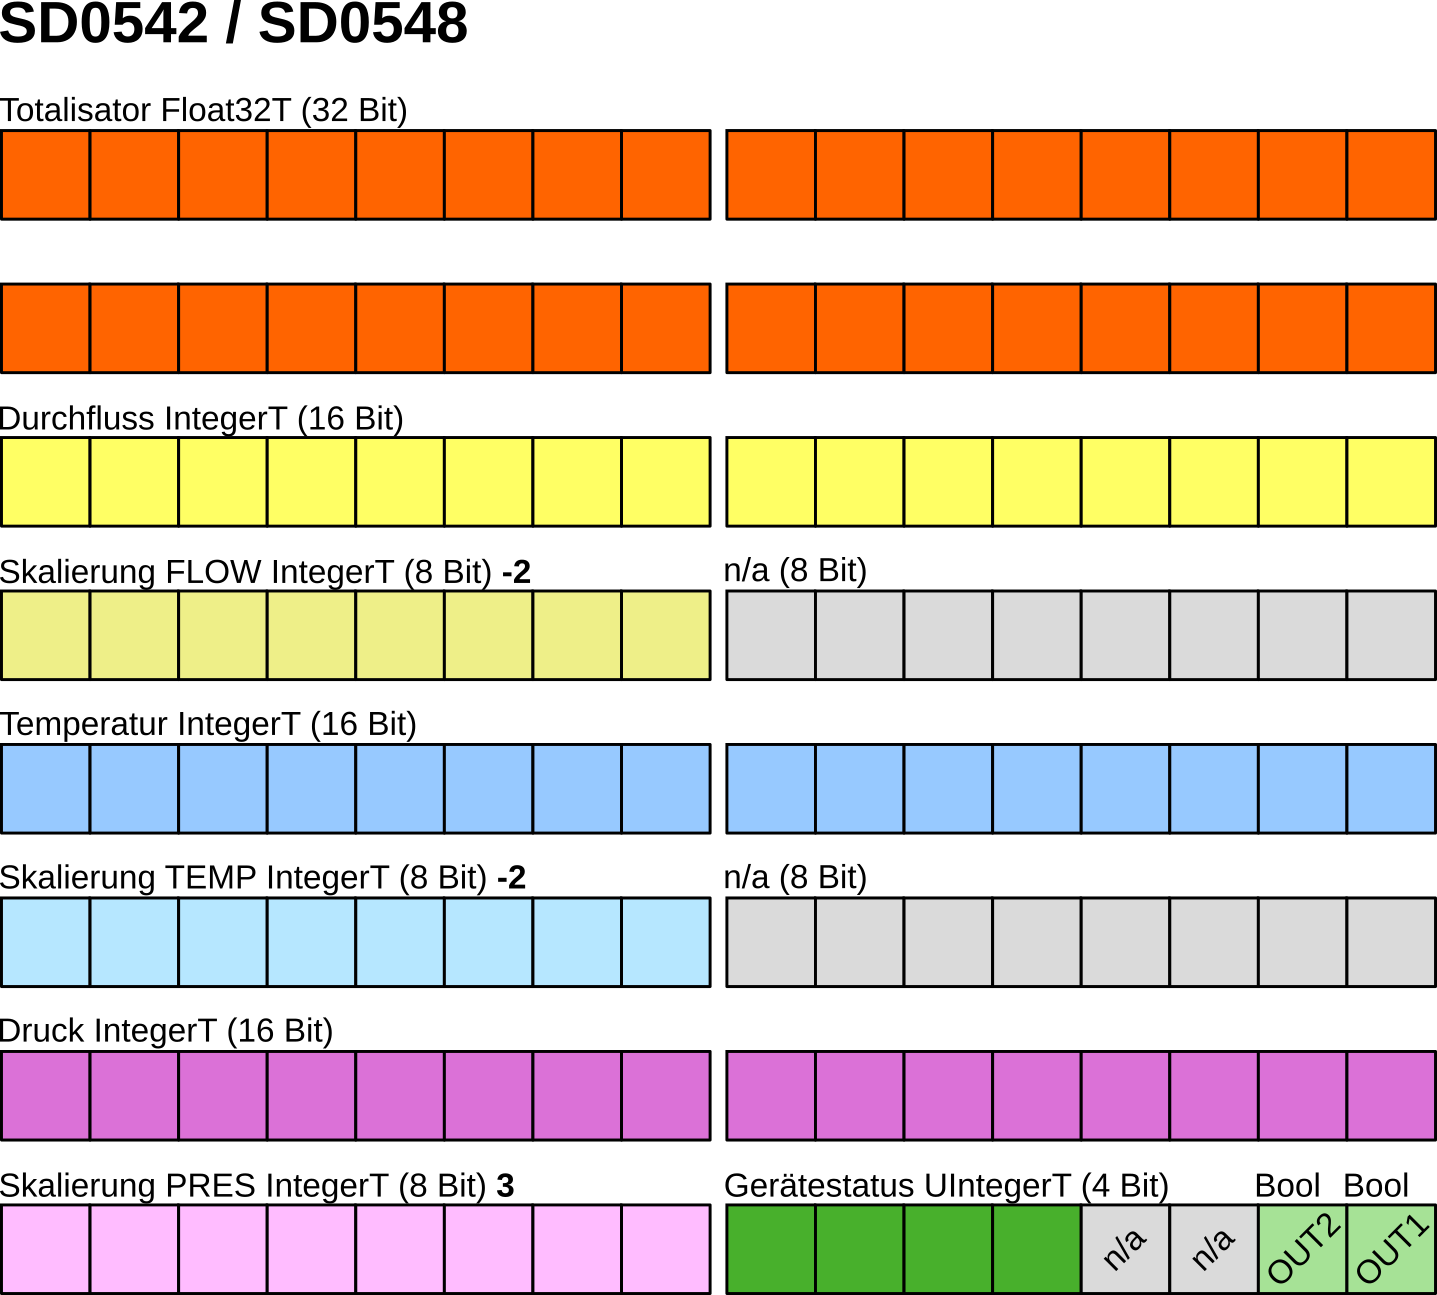 SD0542 / SD0548
Totalisator Float32T (32 Bit)
Durchfluss IntegerT (16 Bit)
Skalierung FLOW IntegerT (8 Bit) -2 n/a (8 Bit)
Temperatur IntegerT (16 Bit)
Skalierung TEMP IntegerT (8 Bit) -2 n/a (8 Bit)
Druck IntegerT (16 Bit)
Skalierung PRES IntegerT (8 Bit) 3 Gerätestatus UIntegerT (4 Bit) Bool Bool
n/a n/a OUT2 OUT1